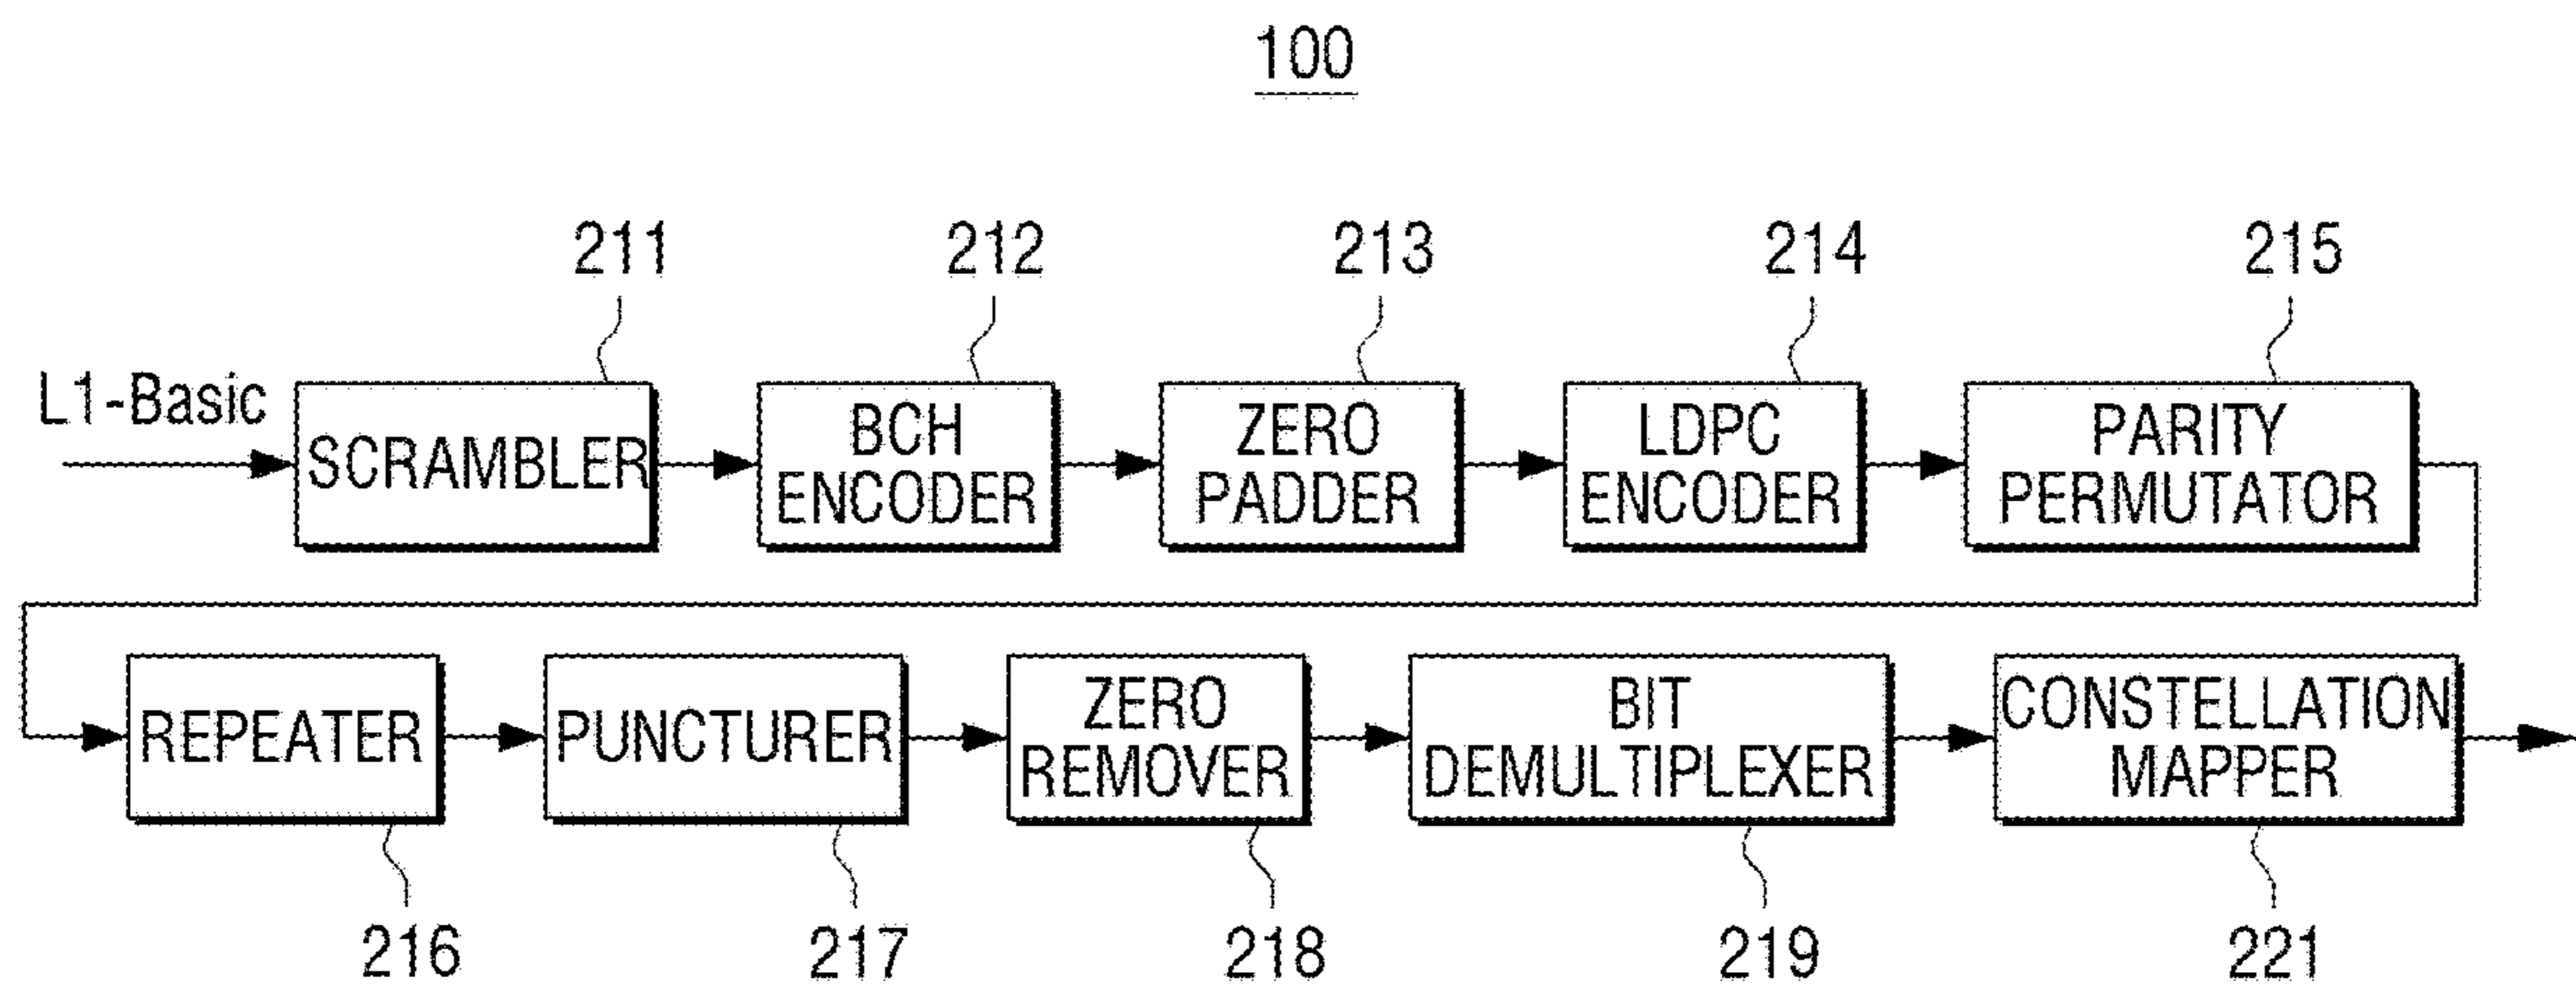 100
211 212 213 214 215
L1-Basic
SCRAMBLER
BCH
ENCODER
ZERO
PADDER
LDPC
ENCODER
PARITY
PERMUTATOR
REPEATER
PUNCTURER
ZERO
REMOVER
BIT
DEMULTIPLEXER
CONSTELLATION
MAPPER
216 217 218 219 221